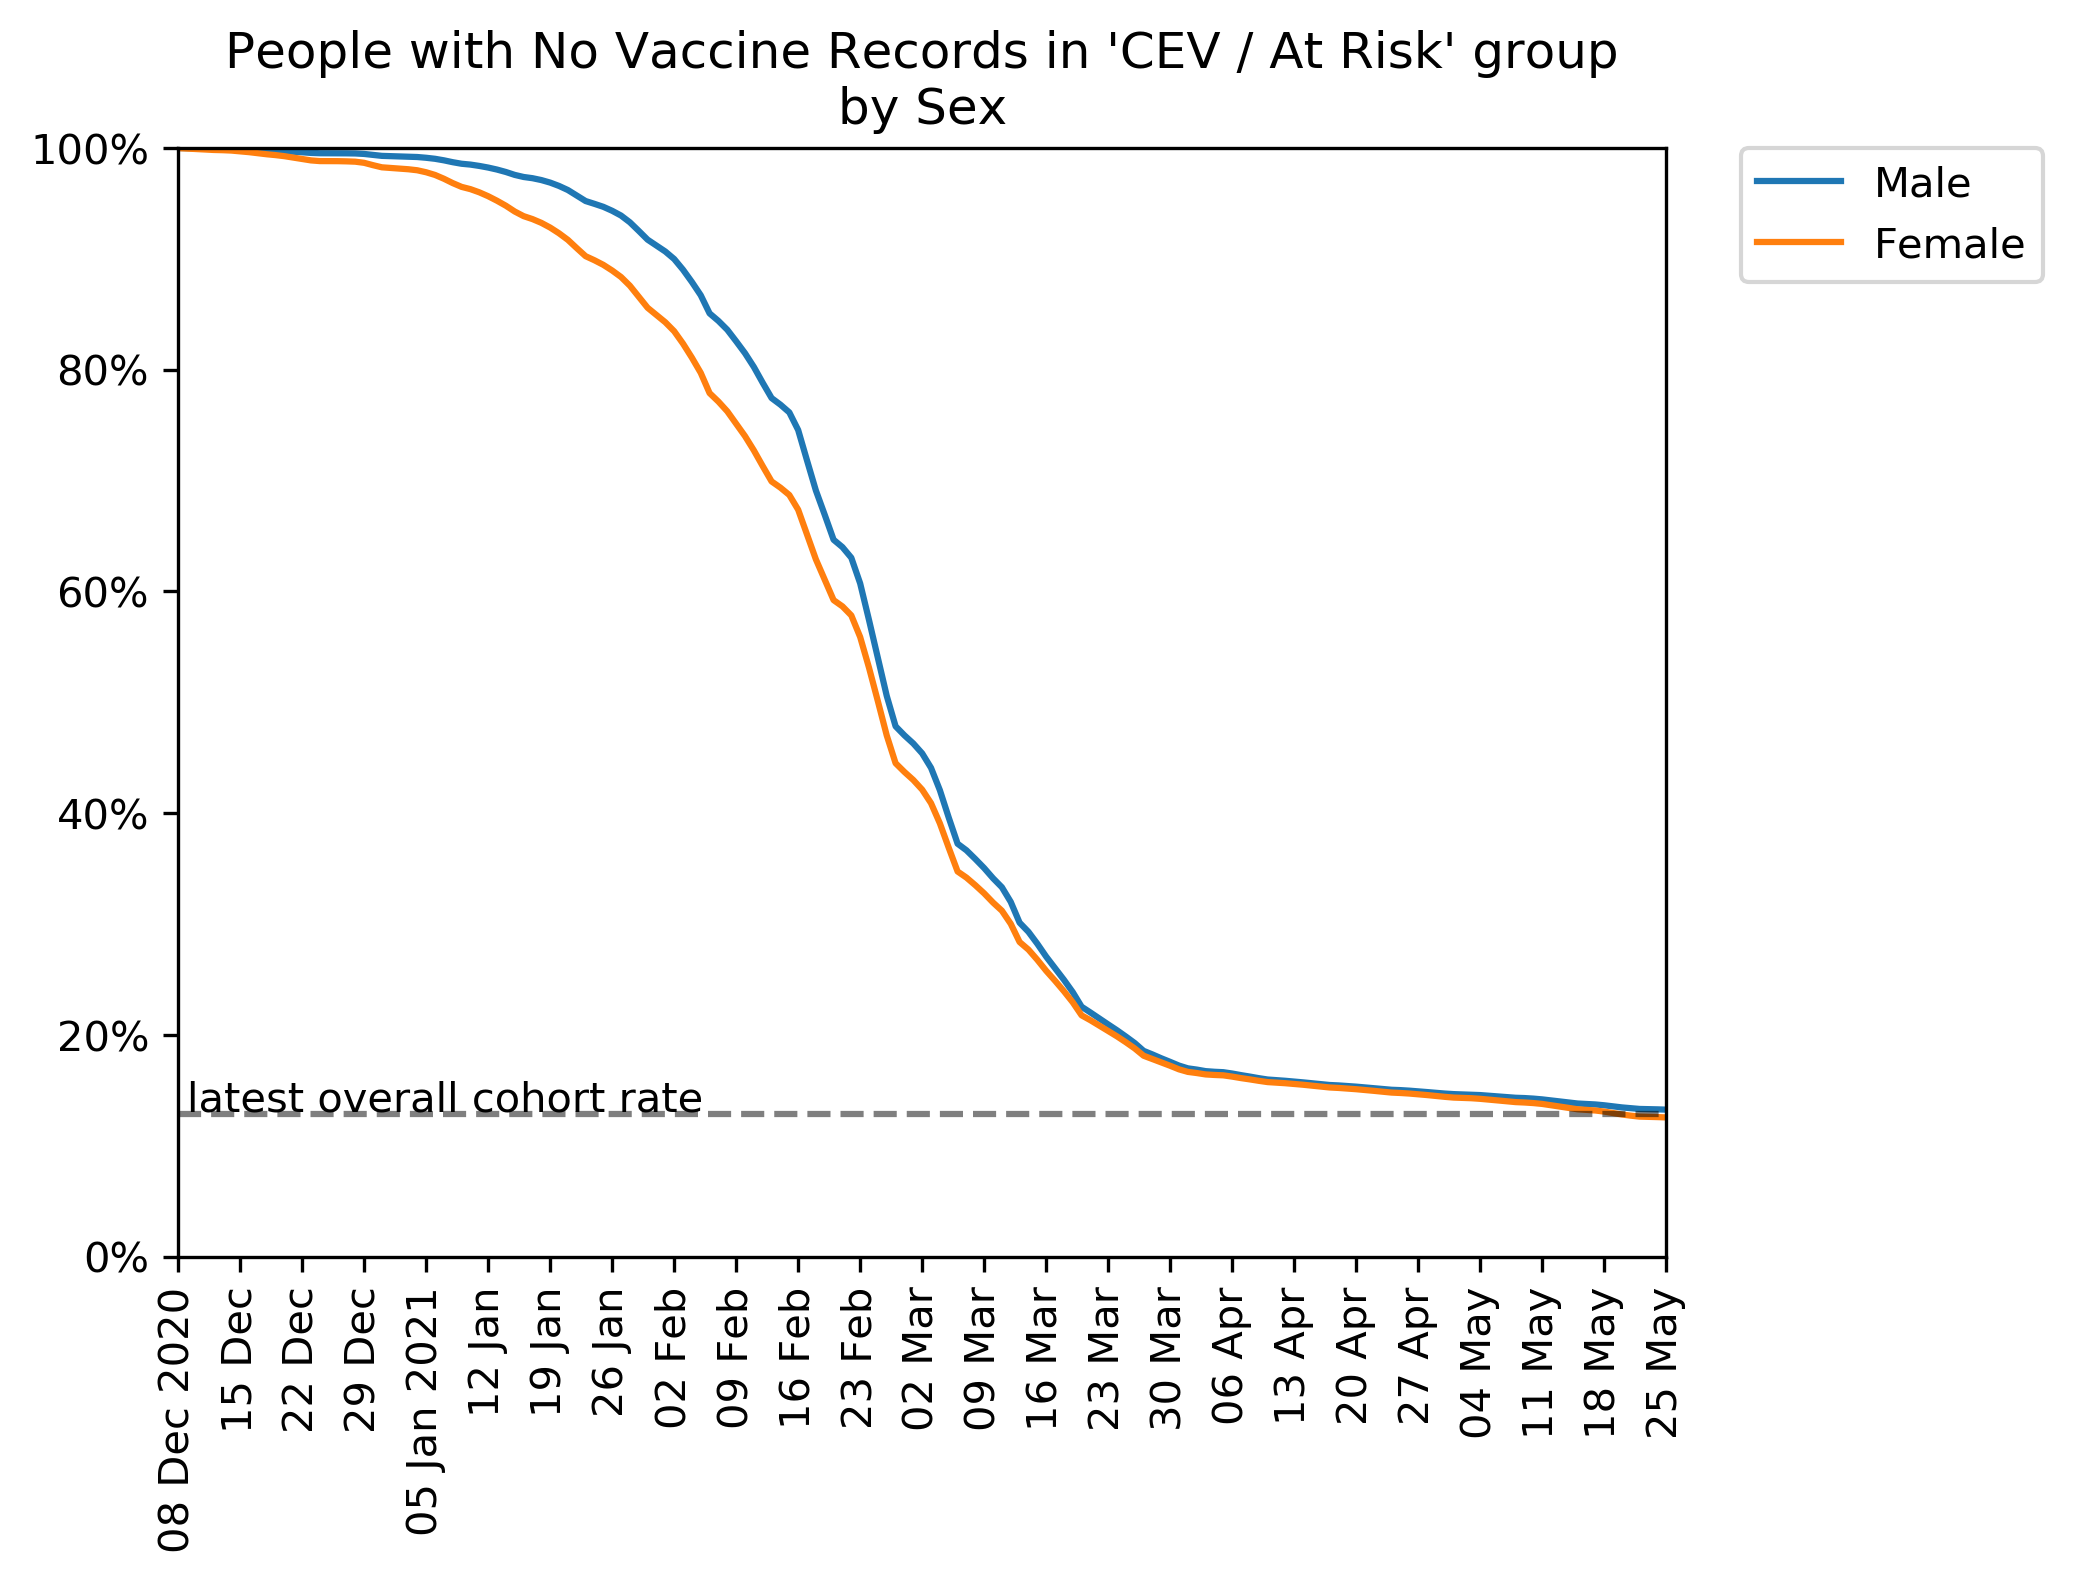 People with No Vaccine Records in 'CEV / At Risk' group
by Sex
100%
80%
60%
40%
20%
0%
latest overall cohort rate
Male
Female
08 Dec 2020
15 Dec
22 Dec
29 Dec
05 Jan 2021
12 Jan
19 Jan
26 Jan
02 Feb
09 Feb
16 Feb
23 Feb
02 Mar
09 Mar
16 Mar
23 Mar
30 Mar
06 Apr
13 Apr
20 Apr
27 Apr
04 May
11 May
18 May
25 May